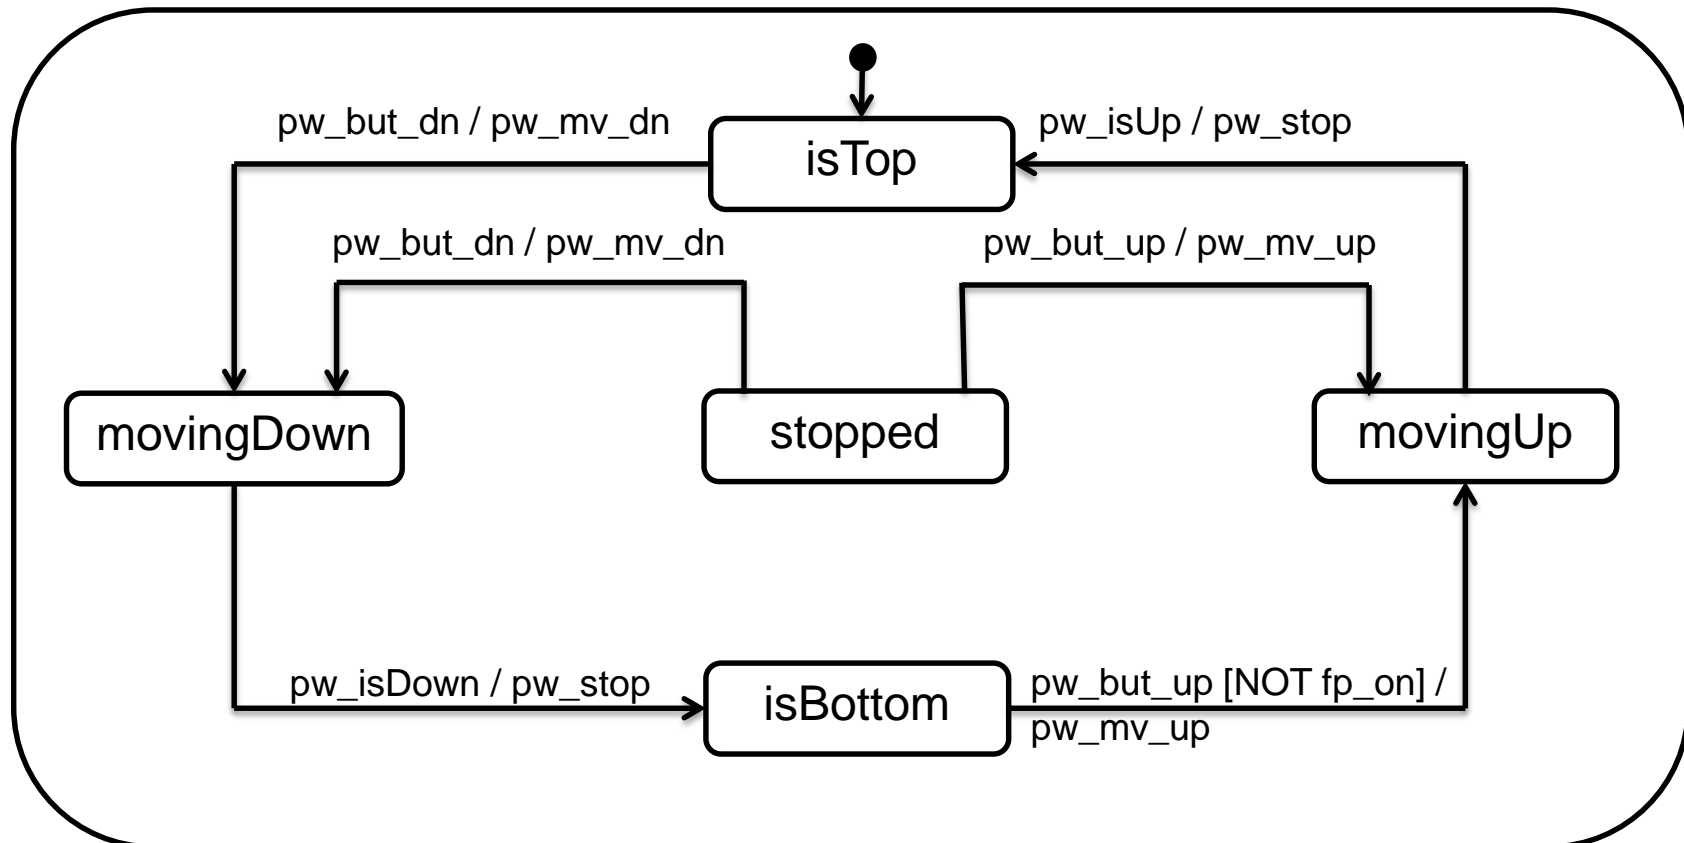 pw_but_dn / pw_mv_dn
pw_isUp / pw_stop
isTop
pw_but_dn / pw_mv_dn
pw_but_up / pw_mv_up
movingDown
stopped
movingUp
pw_isDown / pw_stop
isBottom
pw_but_up [NOT fp_on] /
pw_mv_up